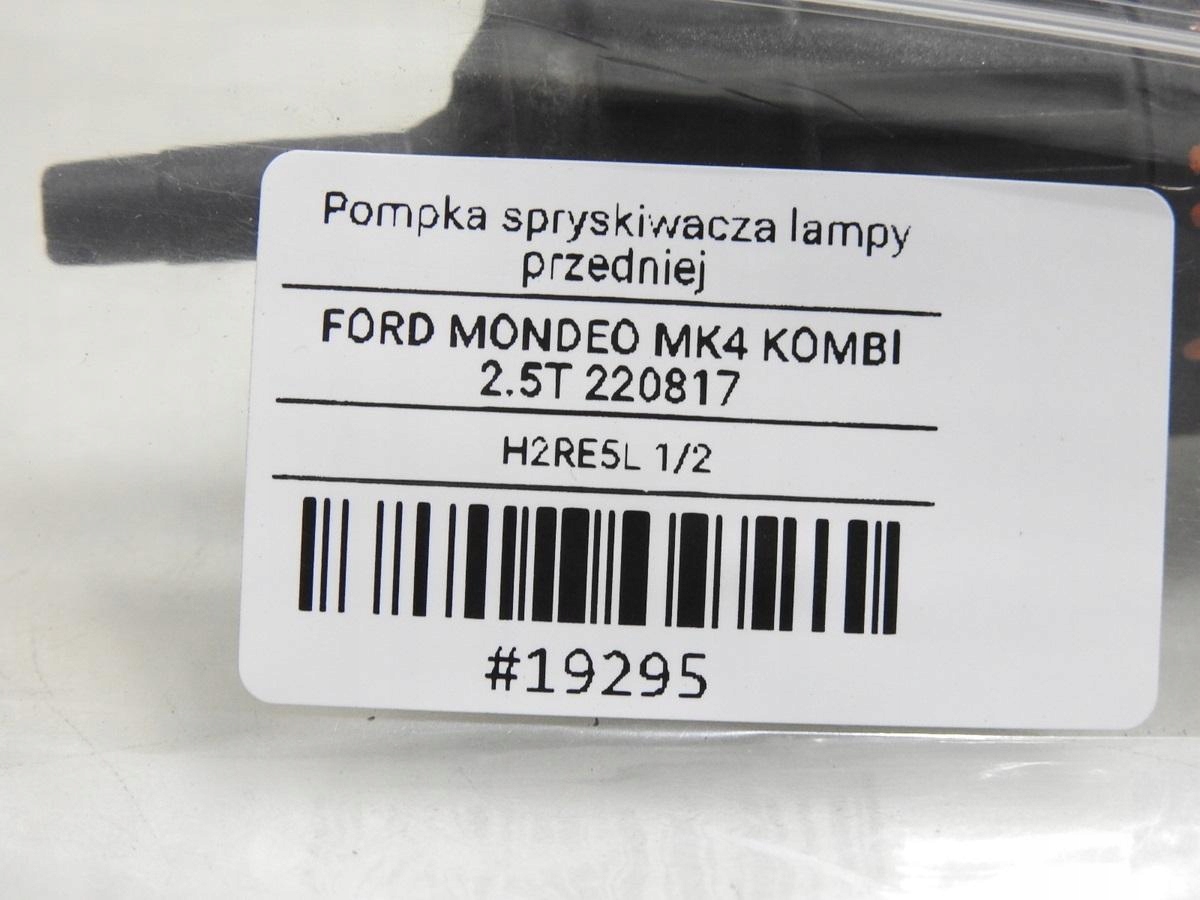 Pompka spryskiwacza lampy
przedniej
FORD MONDEO MK4 KOMBI
2.5T 220817
H2RE5L 1/2
#19295